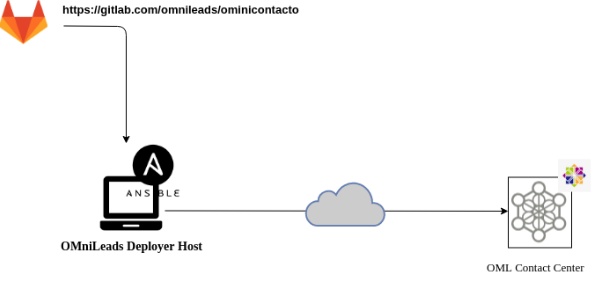 https://gitlab.com/omnileads/ominicontacto
ANSIBLE
OMniLeads Deployer Host
OML Contact Center